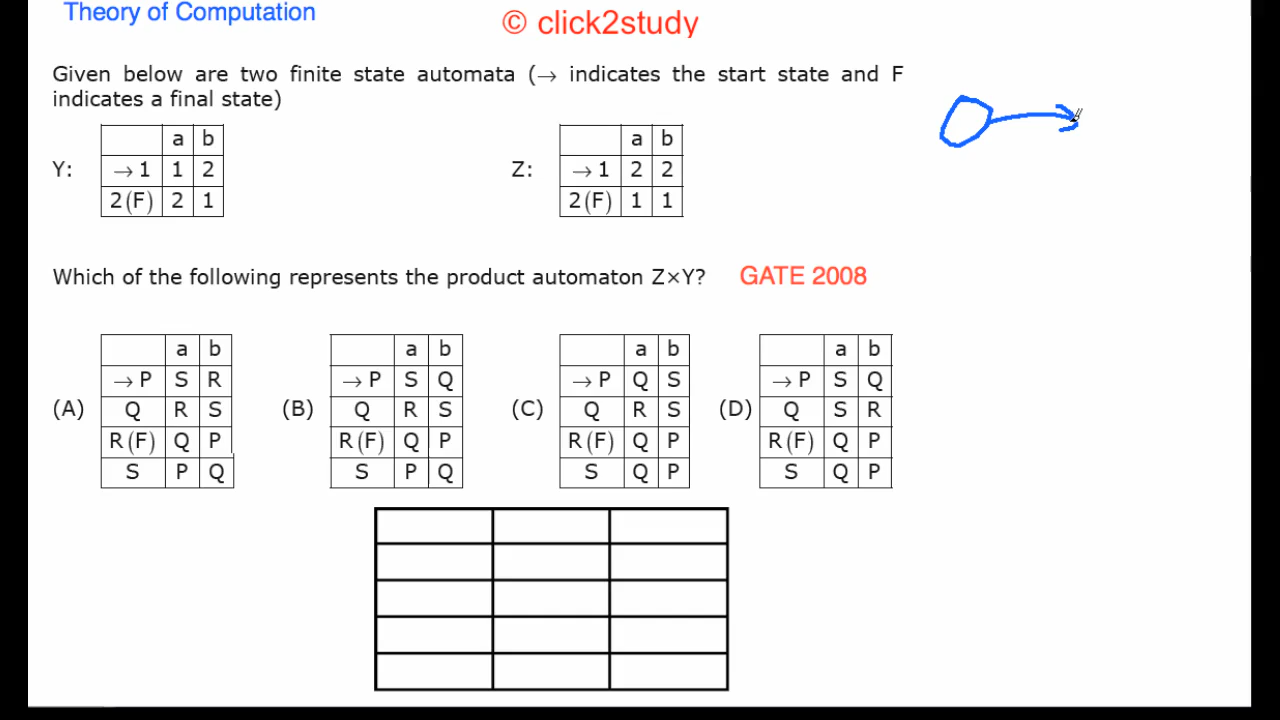 Theory of Computation
© click2study
Given below are two finite state automata (→ indicates the start state and F
indicates a final state)
Y:
a b
→1 1 2
2(F) 2 1
Z:
a b
→1 2 2
2(F) 1 1
Which of the following represents the product automaton Z×Y? GATE 2008
(A)
a b
→P S R
Q R S
R(F) Q P
S P Q
(B)
a b
→P S Q
Q R S
R(F) Q P
S P Q
(C)
a b
→P Q S
Q R S
R(F) Q P
S Q P
(D)
a b
→P S Q
Q S R
R(F) Q P
S Q P